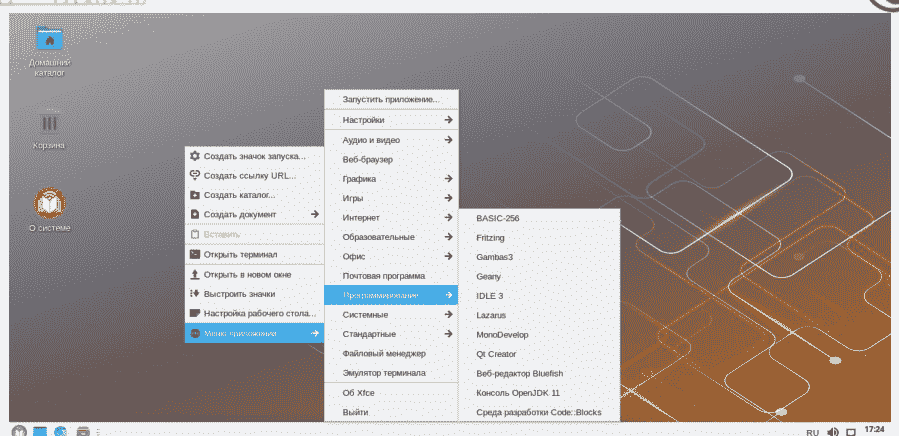 Домашний
каталог
Корзина
О системе
Создать значок запуска...
Создать ссылку URL...
Создать каталог...
Создать документ
Вставить
Открыть терминал
Открыть в новом окне
Выстроить значки
Настройка рабочего стола...
Меню приложений
Запустить приложение...
Настройки
Аудио и видео
Веб-браузер
Графика
Игры
Интернет
Образовательные
Офис
Почтовая программа
Программирование
Системные
Стандартные
Файловый менеджер
Эмулятор терминала
Об Xfce
Выйти
BASIC-256
Fritzing
Gambas3
Geany
IDLE 3
Lazarus
MonoDevelop
Qt Creator
Веб-редактор Bluefish
Консоль OpenJDK 11
Среда разработки Code::Blocks
RU
17:24